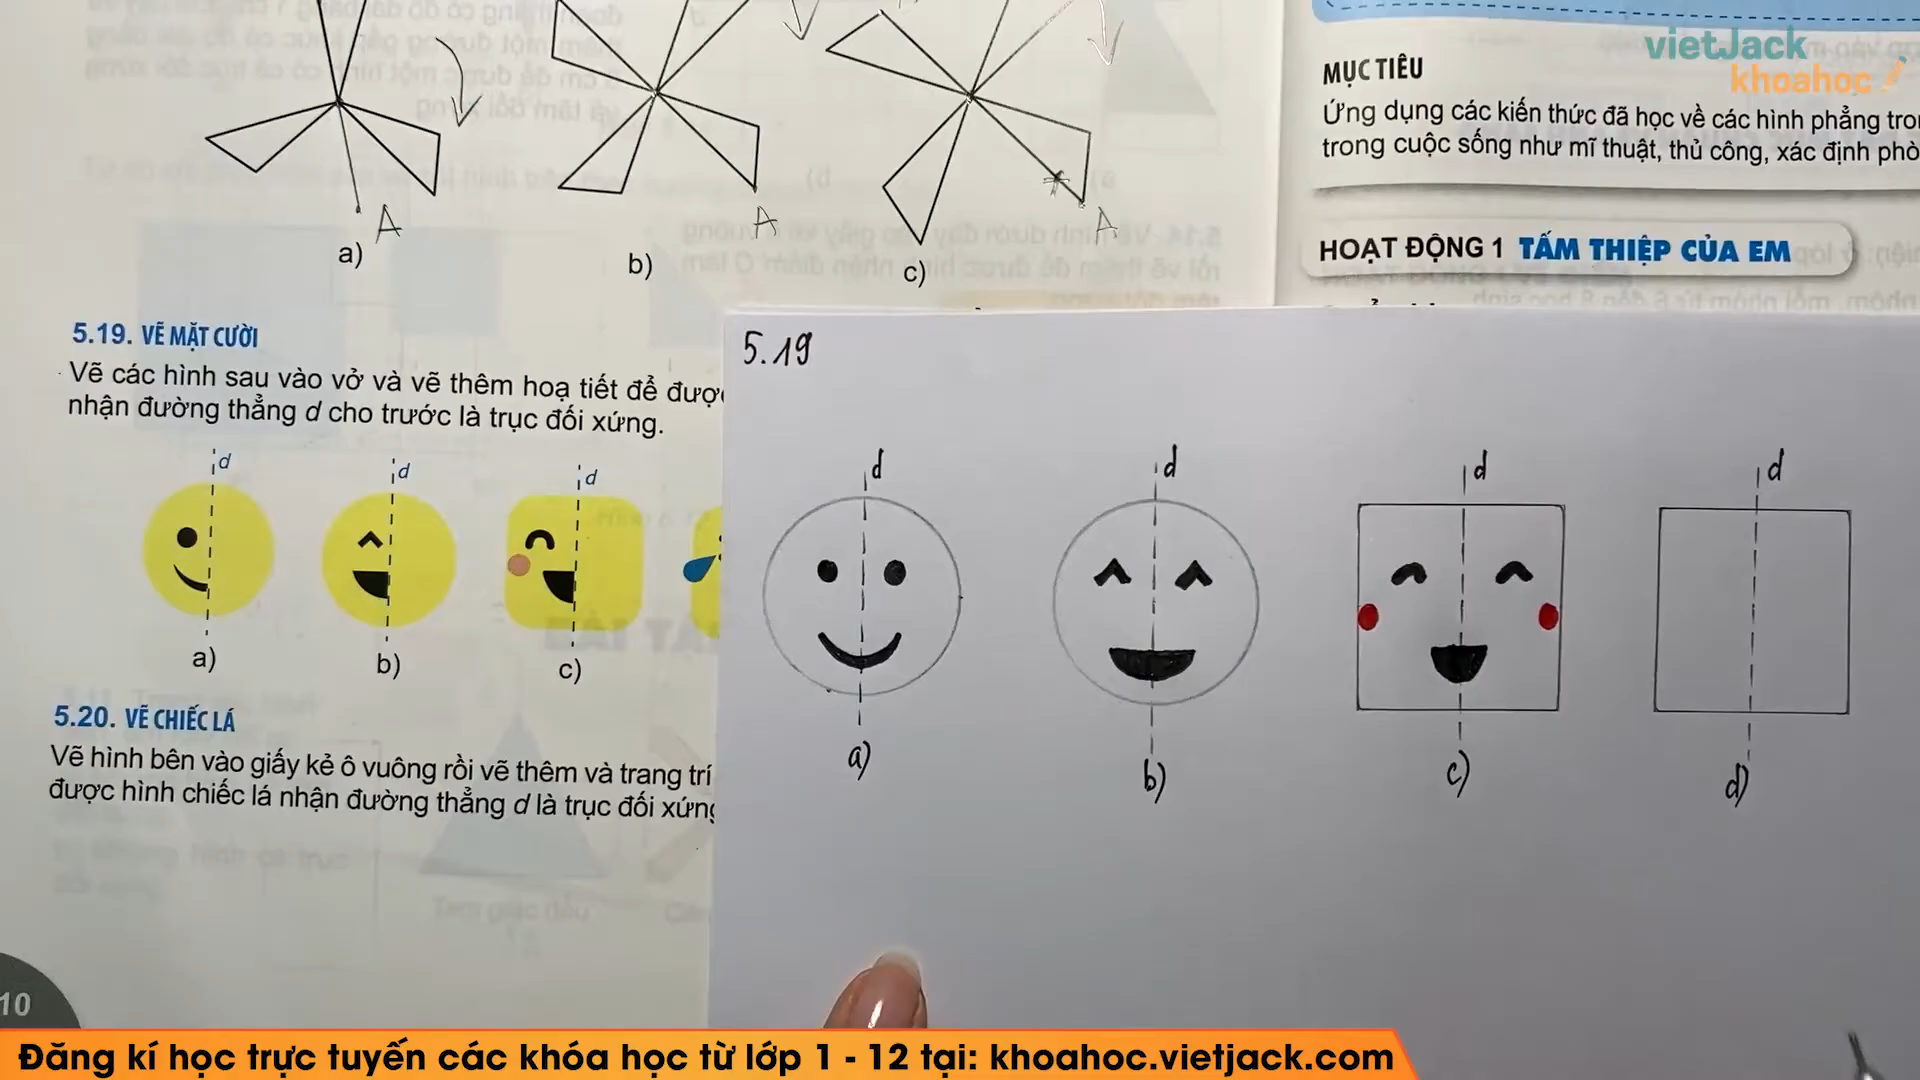 vietJack
khoahoc
MỤC TIÊU
Ứng dụng các kiến thức đã học về các hình phẳng
trong cuộc sống như mĩ thuật, thủ công, xác định
HOẠT ĐỘNG 1 TẤM THIỆP CỦA EM
A
A
A
a)
b)
c)
5.19. VẼ MẶT CƯỜI
Vẽ các hình sau vào vở và vẽ thêm hoạ tiết để được
nhận đường thẳng d cho trước là trục đối xứng.
d
d
d
a)
b)
c)
5.20. VẼ CHIẾC LÁ
Vẽ hình bên vào giấy kẻ ô vuông rồi vẽ thêm và trang trí
được hình chiếc lá nhận đường thẳng d là trục đối xứng
10
5.19
d
d
d
d
a)
b)
c)
d)
Đăng kí học trực tuyến các khóa học từ lớp 1 - 12 tại: khoahoc.vietjack.com